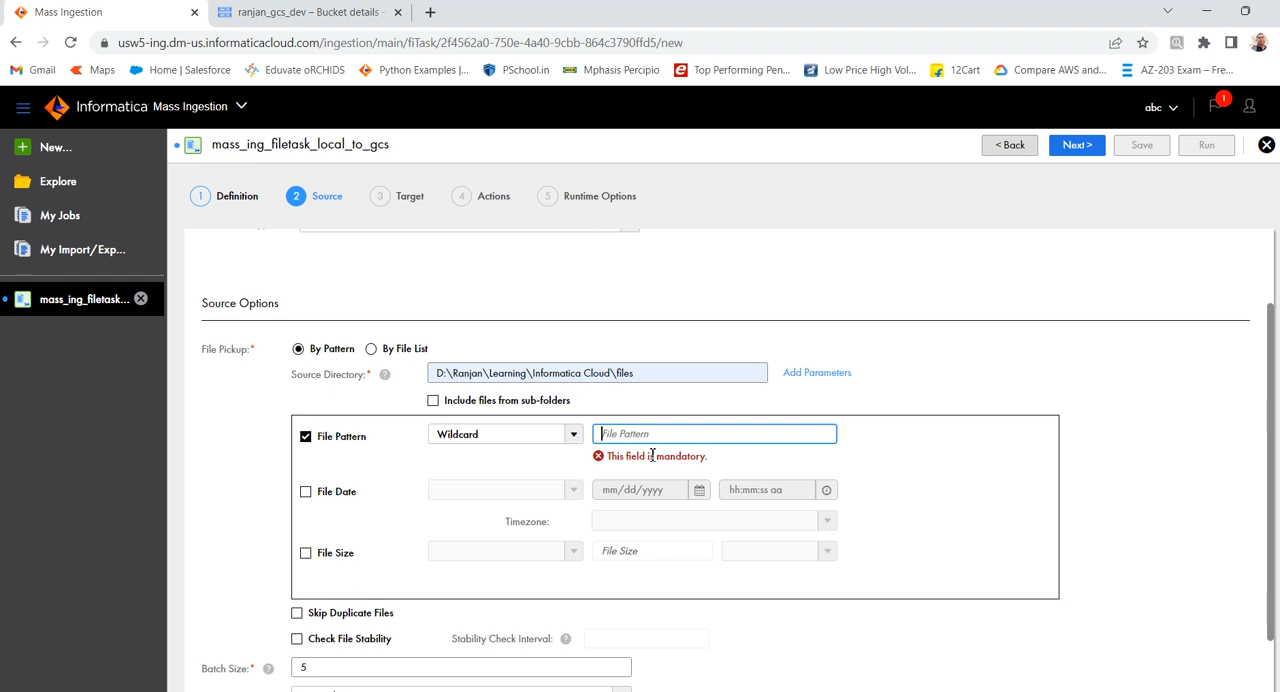 Mass Ingestion
ranjan_gcs_dev – Bucket details -
usw5-ing.dm-us.informaticacloud.com/ingestion/main/fiTask/2f4562a0-750e-4a40-9cbb-864c3790ffd5/new
Gmail
Maps
Home | Salesforce
Eduvate oRCHIDS
Python Examples |...
PSchool.in
Mphasis Percipio
Top Performing Pen...
Low Price High Vol...
12Cart
Compare AWS and...
AZ-203 Exam – Fre...
Informatica Mass Ingestion
abc
1
New...
Explore
My Jobs
My Import/Exp...
mass_ing_filetask...
mass_ing_filetask_local_to_gcs
< Back
Next >
Save
Run
1 Definition
2 Source
3 Target
4 Actions
5 Runtime Options
Source Options
File Pickup:*
By Pattern
By File List
Source Directory:*
D:\Ranjan\Learning\Informatica Cloud\files
Add Parameters
Include files from sub-folders
File Pattern
Wildcard
File Pattern
This field is mandatory.
File Date
mm/dd/yyyy
hh:mm:ss aa
Timezone:
File Size
File Size
Skip Duplicate Files
Check File Stability
Stability Check Interval:
Batch Size:*
5